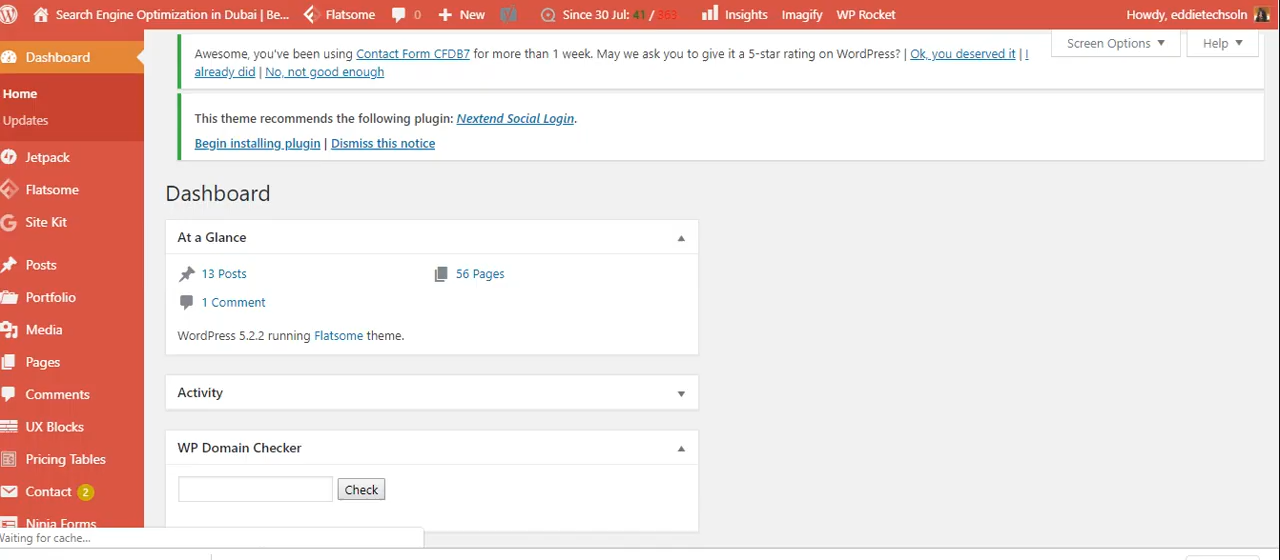 Search Engine Optimization in Dubai | Be... Flatsome 0 New Since 30 Jul: 41 / 363 Insights Imagify WP Rocket Howdy, eddietechsoln
Dashboard
Home
Updates
Jetpack
Flatsome
Site Kit
Posts
Portfolio
Media
Pages
Comments
UX Blocks
Pricing Tables
Contact 2
Ninja Forms
Waiting for cache...
Screen Options Help
Awesome, you've been using Contact Form CFDB7 for more than 1 week. May we ask you to give it a 5-star rating on WordPress? | Ok, you deserved it | I
already did | No, not good enough
This theme recommends the following plugin: Nextend Social Login.
Begin installing plugin | Dismiss this notice
Dashboard
At a Glance
13 Posts 56 Pages
1 Comment
WordPress 5.2.2 running Flatsome theme.
Activity
WP Domain Checker
Check